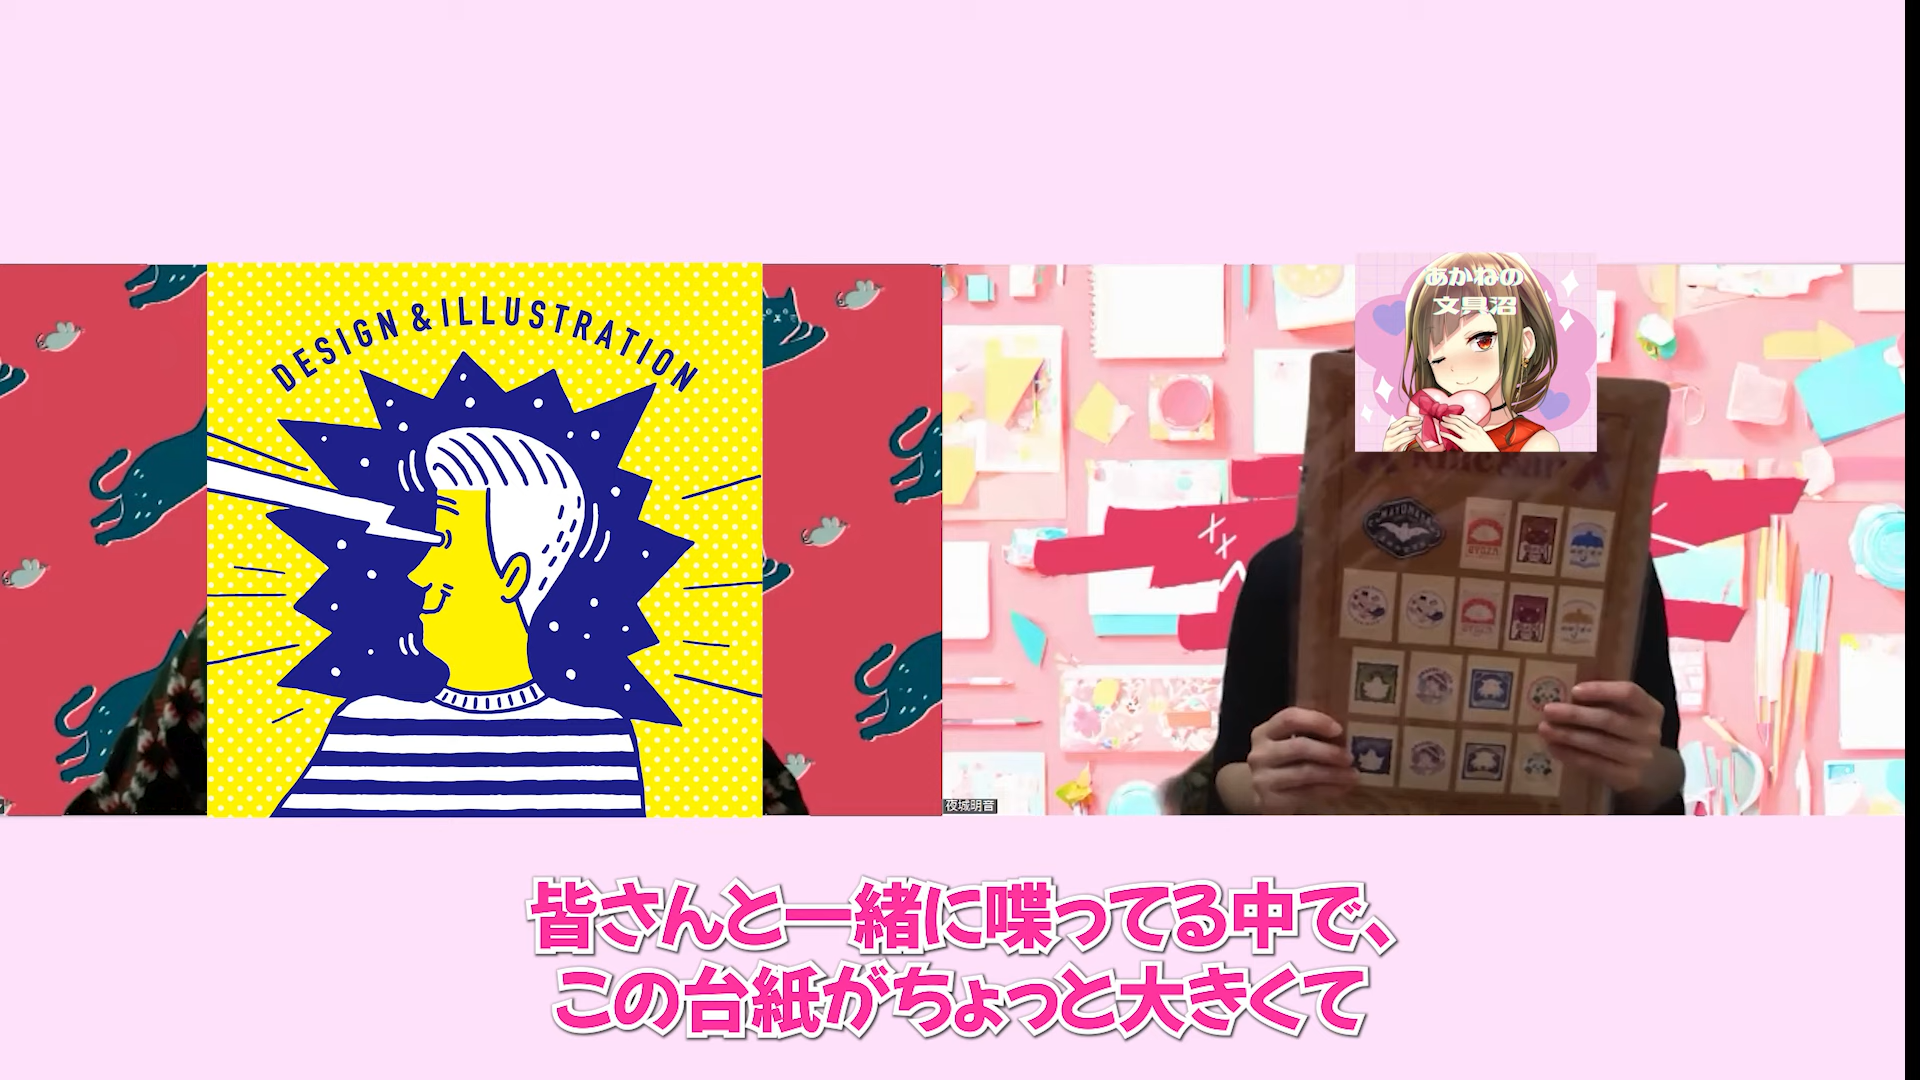 DESIGN & ILLUSTRATION
あかねの
文具沼
GYOZA
GYOZA
夜城明音
皆さんと一緒に喋ってる中で、
この台紙がちょっと大きくて